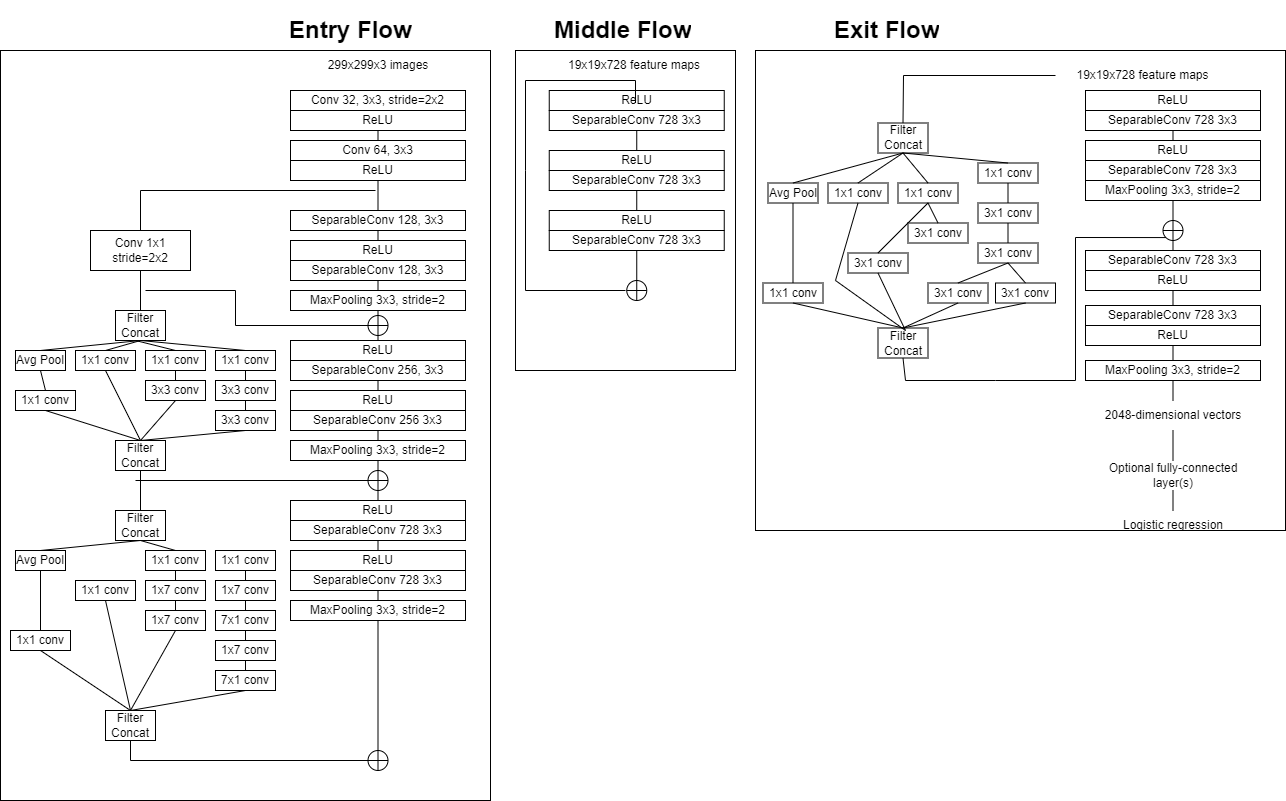 Entry Flow
299x299x3 images
Conv 32, 3x3, stride=2x2
ReLU
Conv 64, 3x3
ReLU
SeparableConv 128, 3x3
ReLU
SeparableConv 128, 3x3
MaxPooling 3x3, stride=2
ReLU
SeparableConv 256, 3x3
ReLU
SeparableConv 256 3x3
MaxPooling 3x3, stride=2
ReLU
SeparableConv 728 3x3
ReLU
SeparableConv 728 3x3
MaxPooling 3x3, stride=2
Conv 1x1
stride=2x2
Filter
Concat
Avg Pool
1x1 conv
1x1 conv
1x1 conv
1x1 conv
3x3 conv
3x3 conv
3x3 conv
Filter
Concat
Filter
Concat
Avg Pool
1x1 conv
1x1 conv
1x1 conv
1x7 conv
1x7 conv
1x1 conv
1x7 conv
7x1 conv
1x7 conv
7x1 conv
Filter
Concat
Middle Flow
19x19x728 feature maps
ReLU
SeparableConv 728 3x3
ReLU
SeparableConv 728 3x3
ReLU
SeparableConv 728 3x3
Exit Flow
19x19x728 feature maps
Filter
Concat
Avg Pool
1x1 conv
1x1 conv
1x1 conv
3x1 conv
3x1 conv
1x1 conv
3x1 conv
3x1 conv
3x1 conv
3x1 conv
Filter
Concat
ReLU
SeparableConv 728 3x3
ReLU
SeparableConv 728 3x3
MaxPooling 3x3, stride=2
SeparableConv 728 3x3
ReLU
SeparableConv 728 3x3
ReLU
MaxPooling 3x3, stride=2
2048-dimensional vectors
Optional fully-connected
layer(s)
Logistic regression